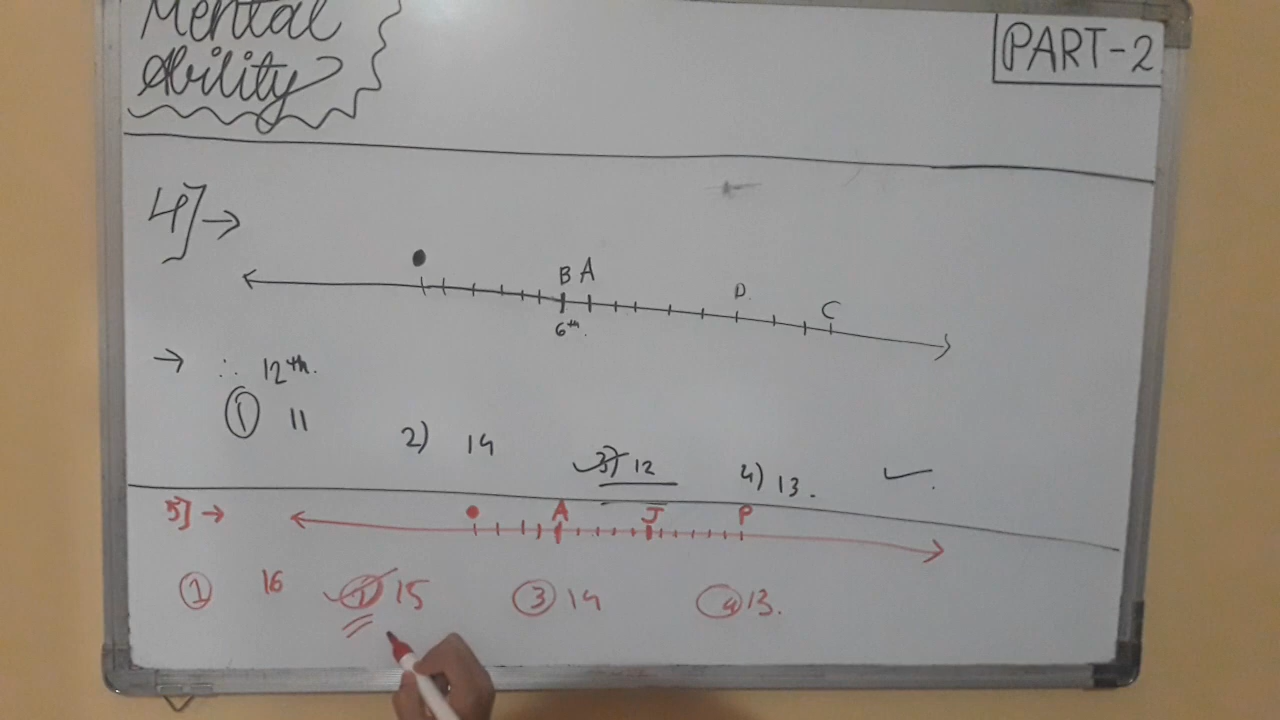 Mental
Ability
PART-2
4] →
B A D. C
6th.
→ ∴ 12th.
① 11 2) 14 3) 12 4) 13.
5] →
A J P
① 16 15 ③ 14 ④ 13.